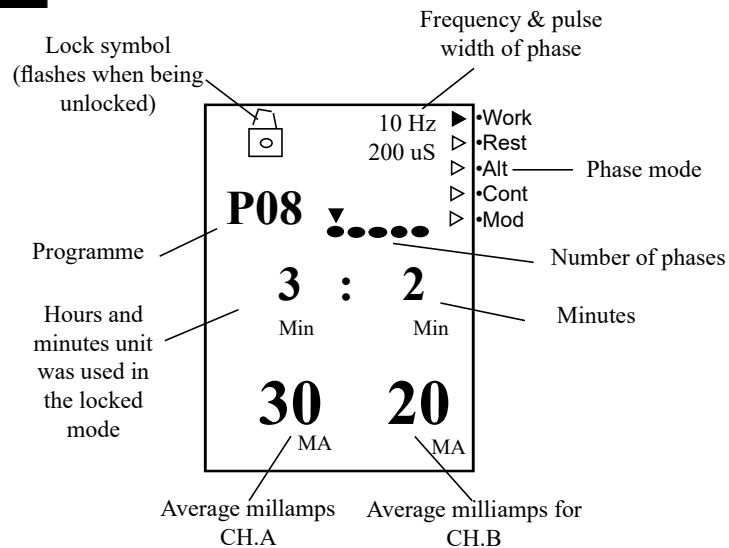 Frequency & pulse
width of phase
Lock symbol
(flashes when being
unlocked)
10 Hz
200 uS
•Work
•Rest
•Alt
•Cont
•Mod
Phase mode
P08
Programme
Number of phases
3 : 2
Min Min
Minutes
Hours and
minutes unit
was used in
the locked
mode
30 20
MA MA
Average millamps
CH.A
Average milliamps for
CH.B